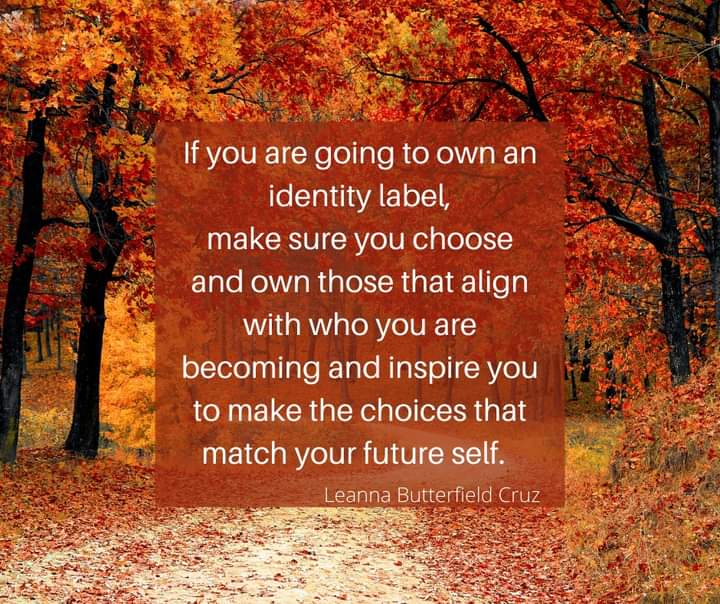 If you are going to own an
identity label,
make sure you choose
and own those that align
with who you are
becoming and inspire you
to make the choices that
match your future self.
Leanna Butterfield Cruz